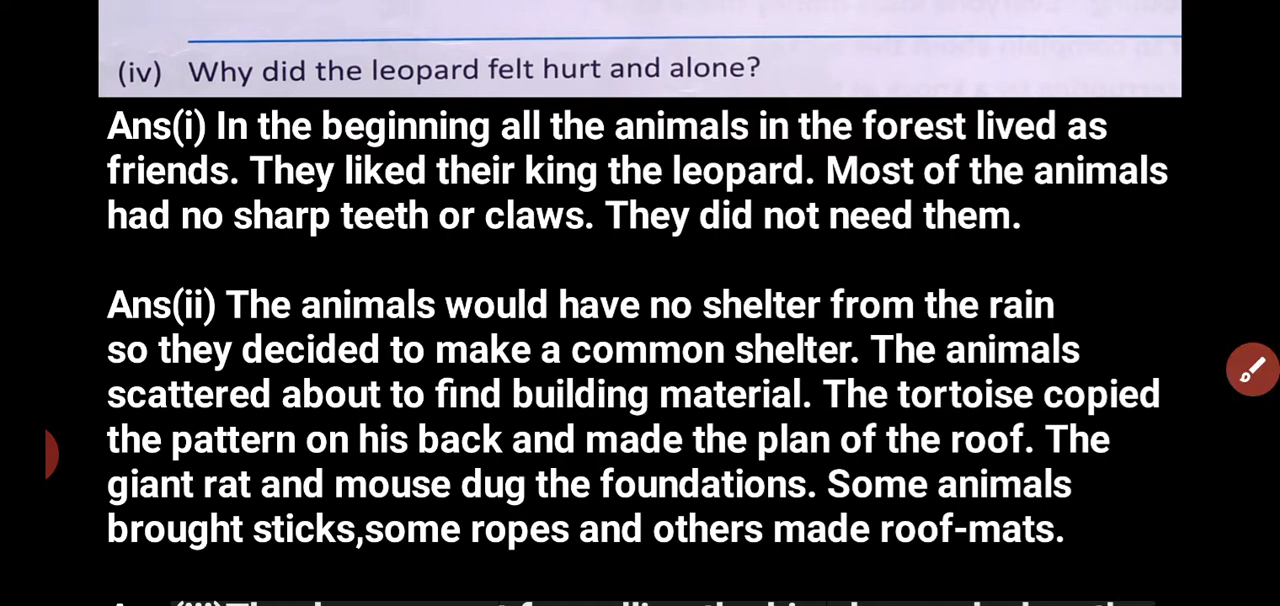 (iv) Why did the leopard felt hurt and alone?
Ans(i) In the beginning all the animals in the forest lived as
friends. They liked their king the leopard. Most of the animals
had no sharp teeth or claws. They did not need them.
Ans(ii) The animals would have no shelter from the rain
so they decided to make a common shelter. The animals
scattered about to find building material. The tortoise copied
the pattern on his back and made the plan of the roof. The
giant rat and mouse dug the foundations. Some animals
brought sticks,some ropes and others made roof-mats.